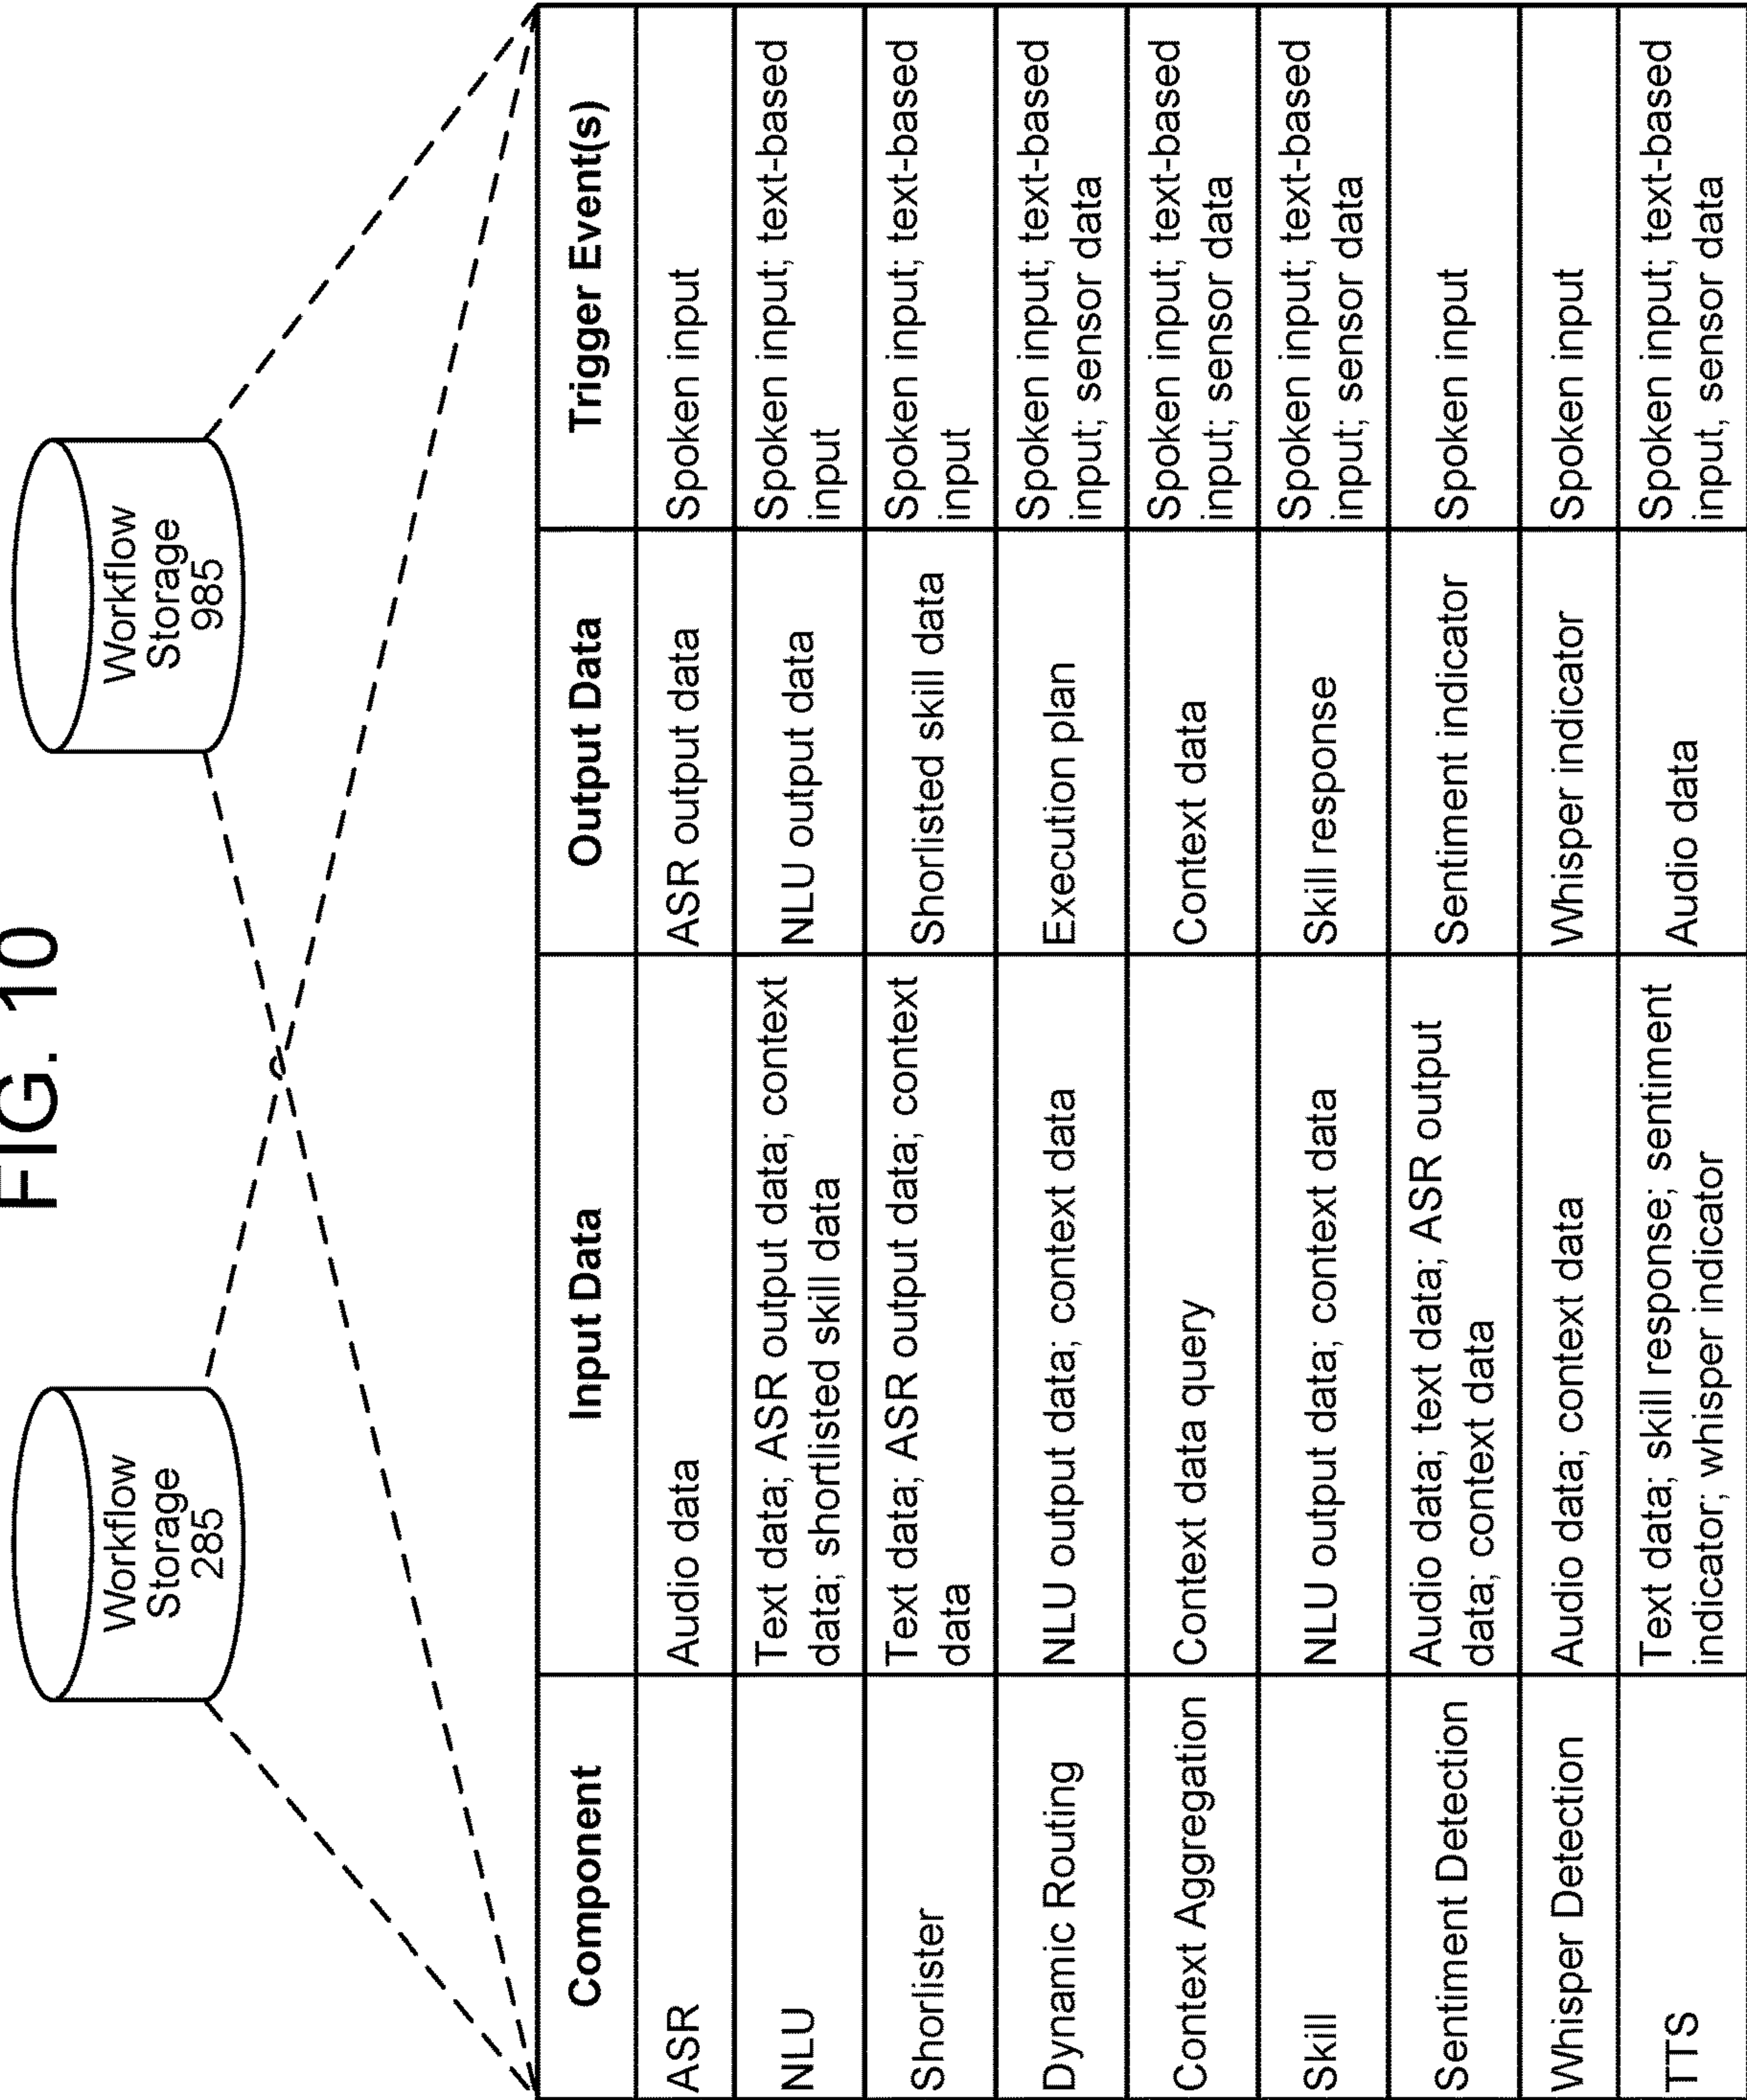 FIG. 10
Workflow
Storage
285
Workflow
Storage
985
Component
Input Data
Output Data
Trigger Event(s)
ASR
Audio data
ASR output data
Spoken input
NLU
Text data; ASR output data; context
data; shortlisted skill data
NLU output data
Spoken input; text-based
input
Shorlister
Text data; ASR output data; context
data
Shorlisted skill data
Spoken input; text-based
input
Dynamic Routing
NLU output data; context data
Execution plan
Spoken input; text-based
input; sensor data
Context Aggregation
Context data query
Context data
Spoken input; text-based
input; sensor data
Skill
NLU output data; context data
Skill response
Spoken input; text-based
input; sensor data
Sentiment Detection
Audio data; text data; ASR output
data; context data
Sentiment indicator
Spoken input
Whisper Detection
Audio data; context data
Whisper indicator
Spoken input
TTS
Text data; skill response; sentiment
indicator; whisper indicator
Audio data
Spoken input; text-based
input, sensor data